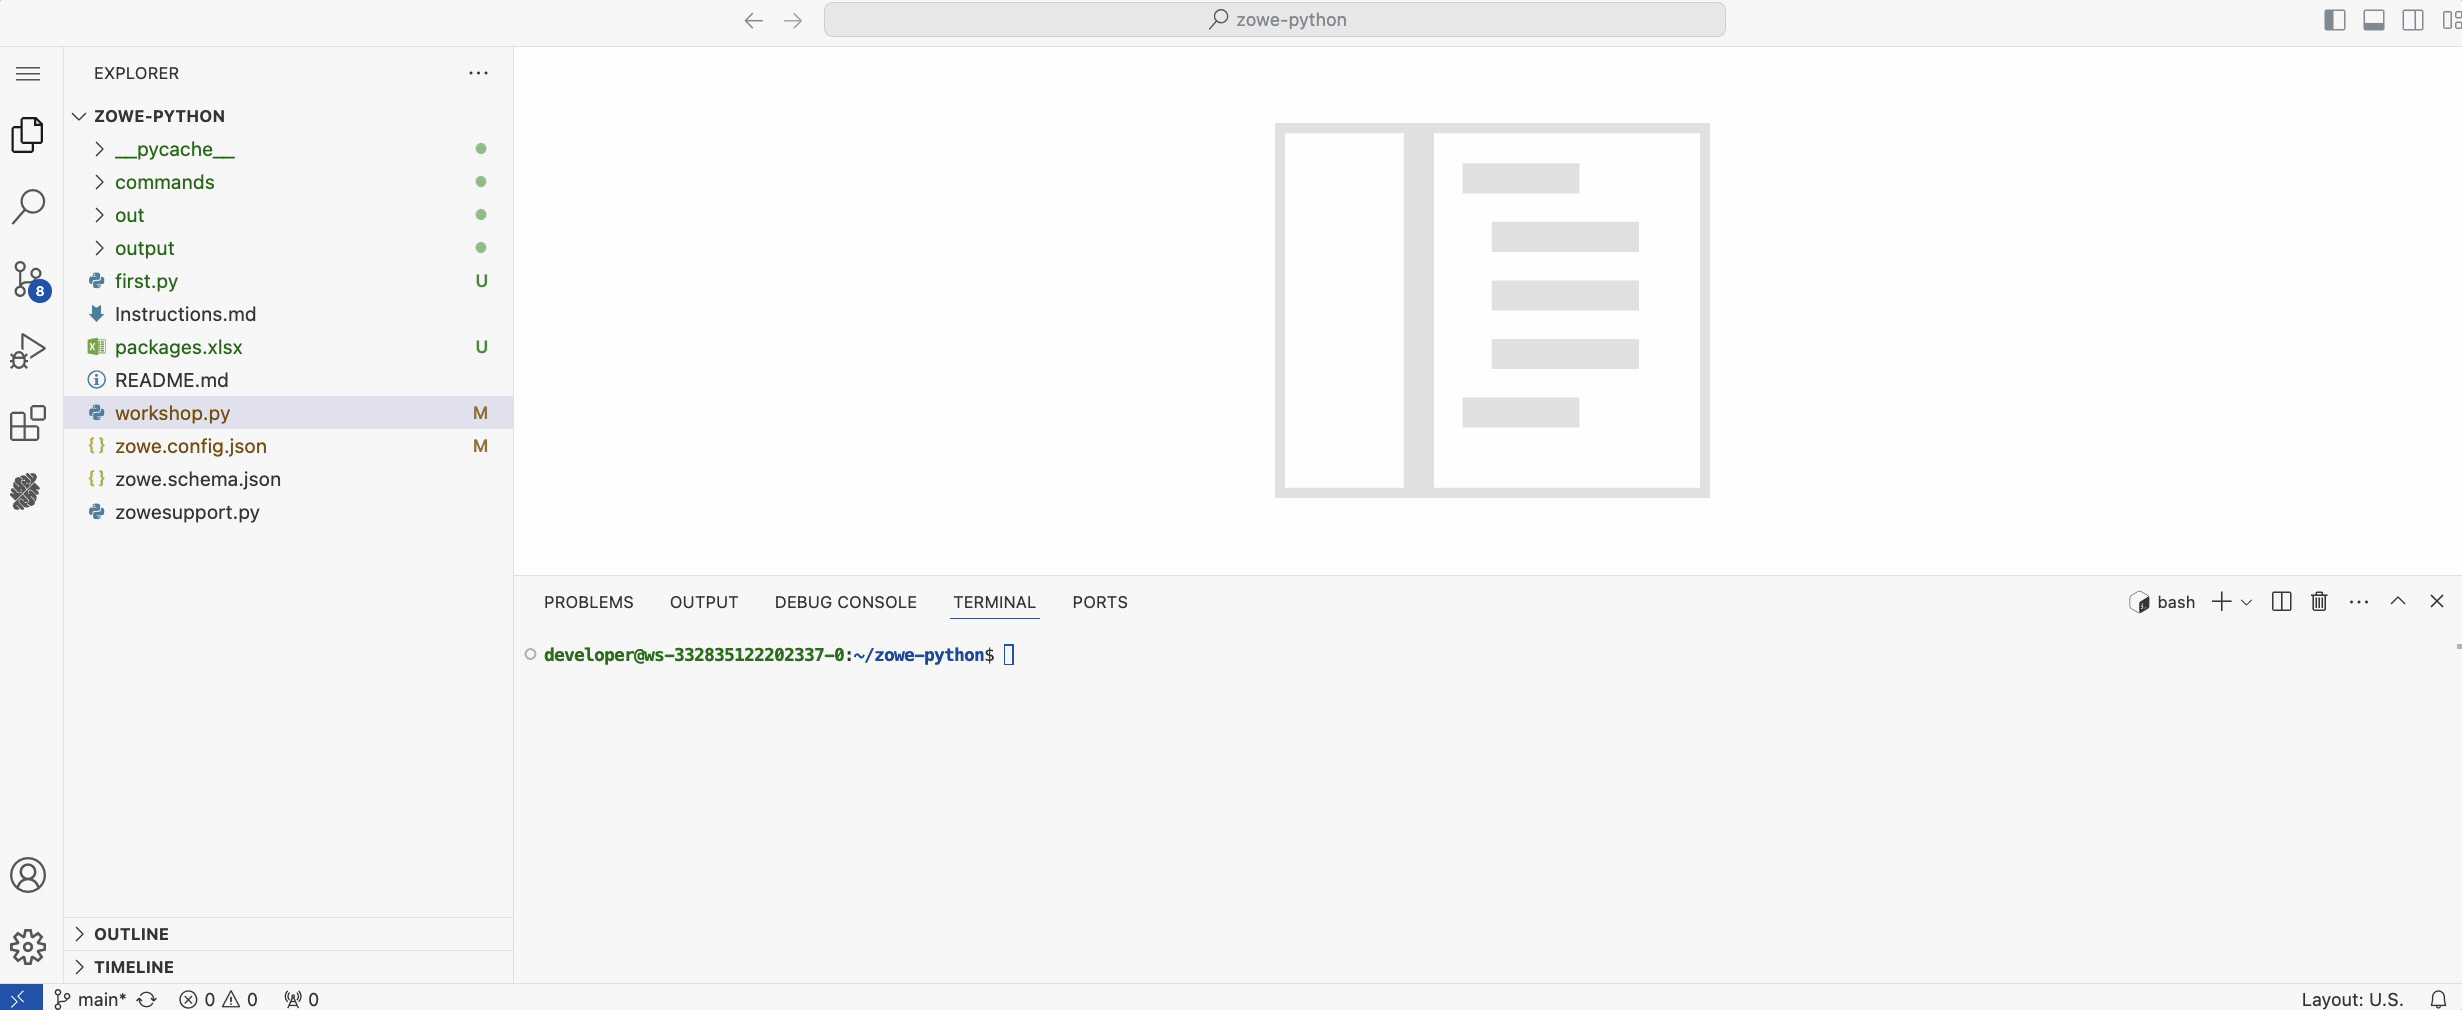 zowe-python
EXPLORER
ZOWE-PYTHON
__pycache__
commands
out
output
first.py U
Instructions.md
packages.xlsx U
README.md
workshop.py M
zowe.config.json M
zowe.schema.json
zowesupport.py
8
OUTLINE
TIMELINE
PROBLEMS OUTPUT DEBUG CONSOLE TERMINAL PORTS bash
developer@ws-332835122202337-0:~/zowe-python$
main* 0 0 0 Layout: U.S.